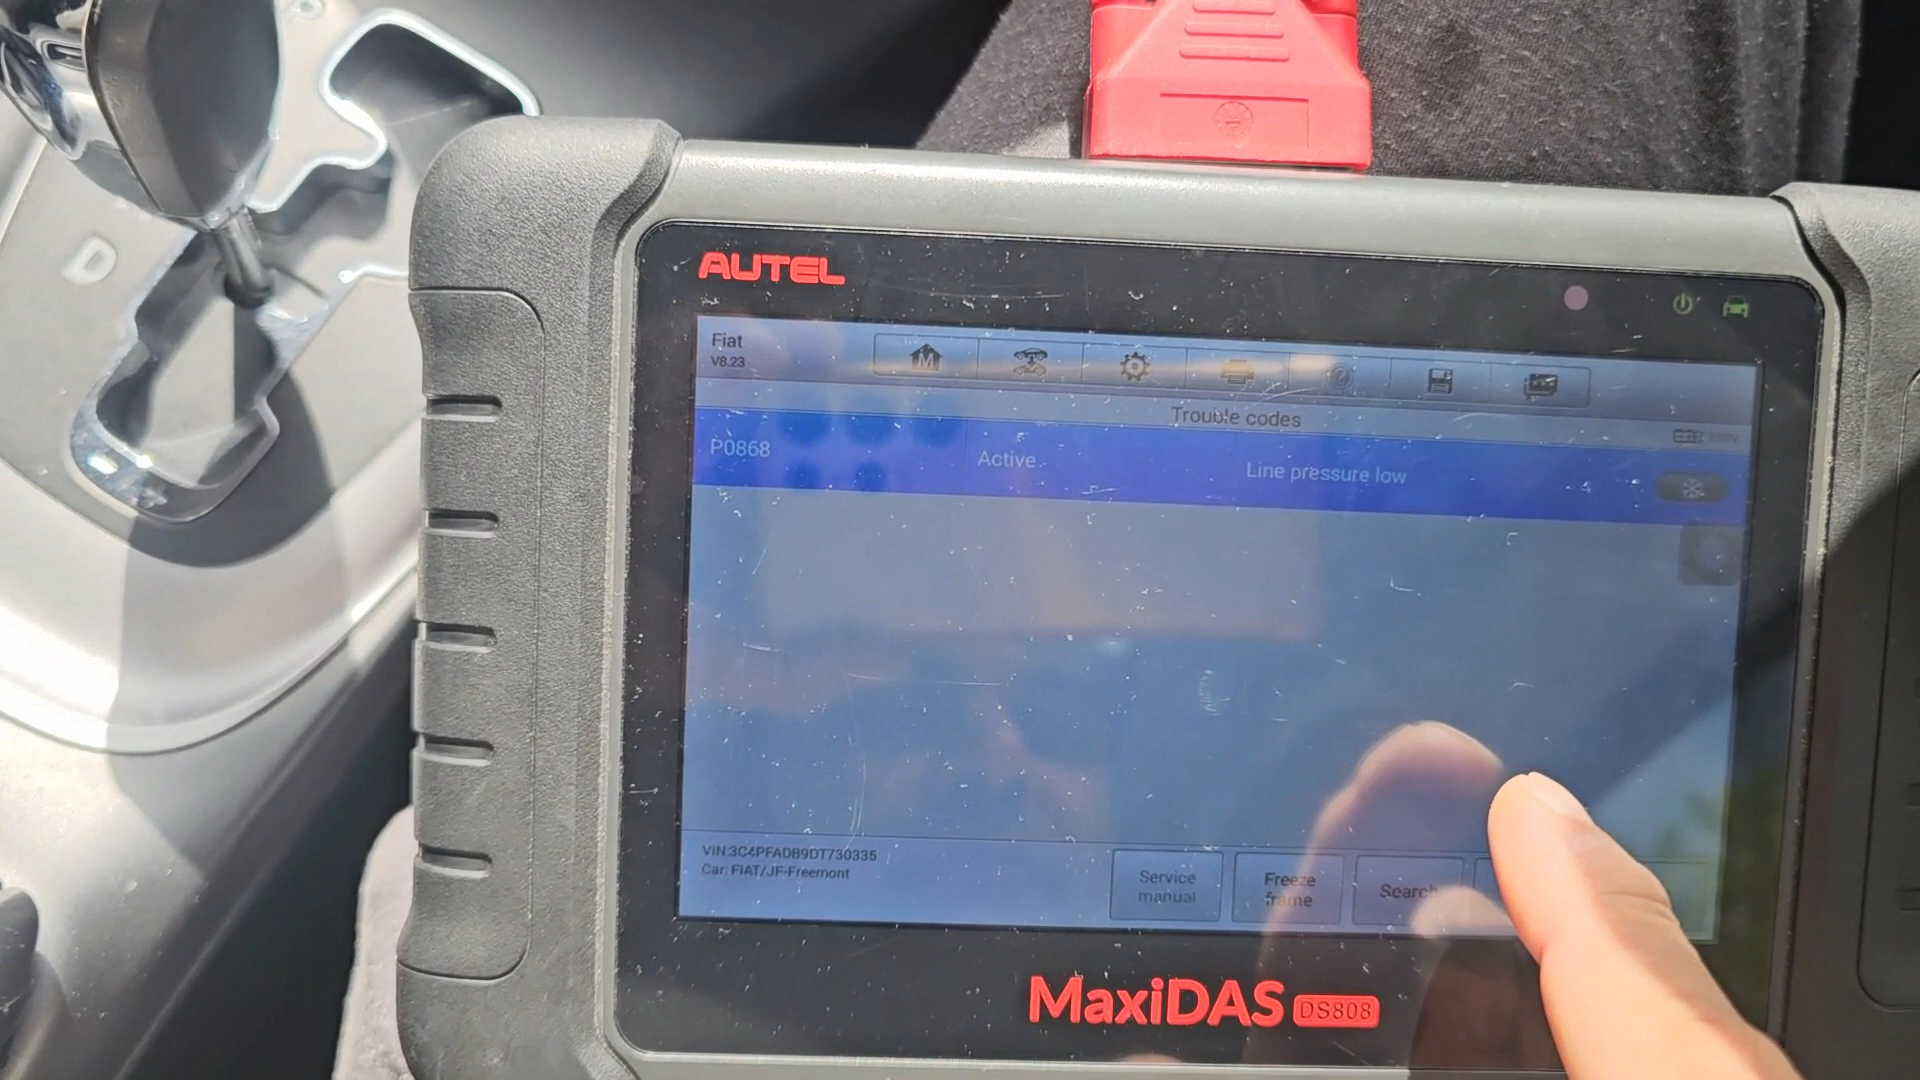 D
AUTEL
Fiat
V8.23
M
Trouble codes
P0868
Active
Line pressure low
VIN:3C4PFADB9DT730335
Car: FIAT/JF-Freemont
Service
manual
Freeze
frame
Search
MaxiDAS DS808